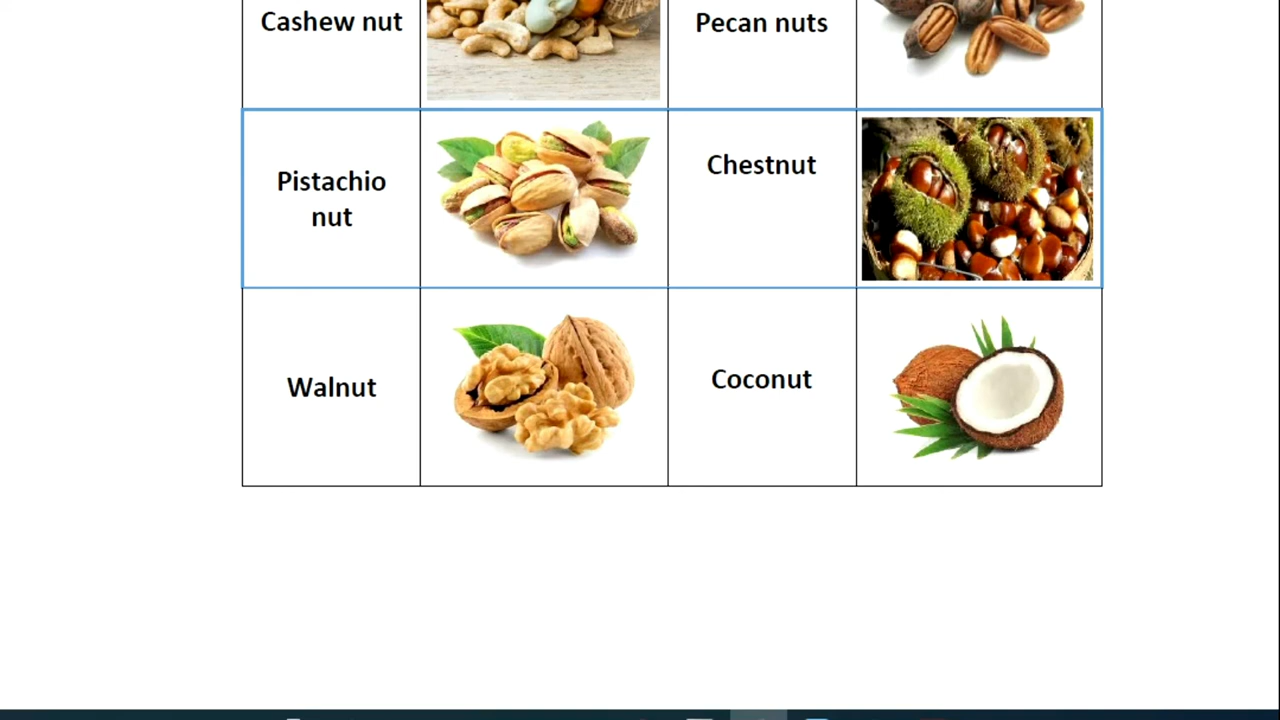 Cashew nut
Pecan nuts
Pistachio
nut
Chestnut
Walnut
Coconut